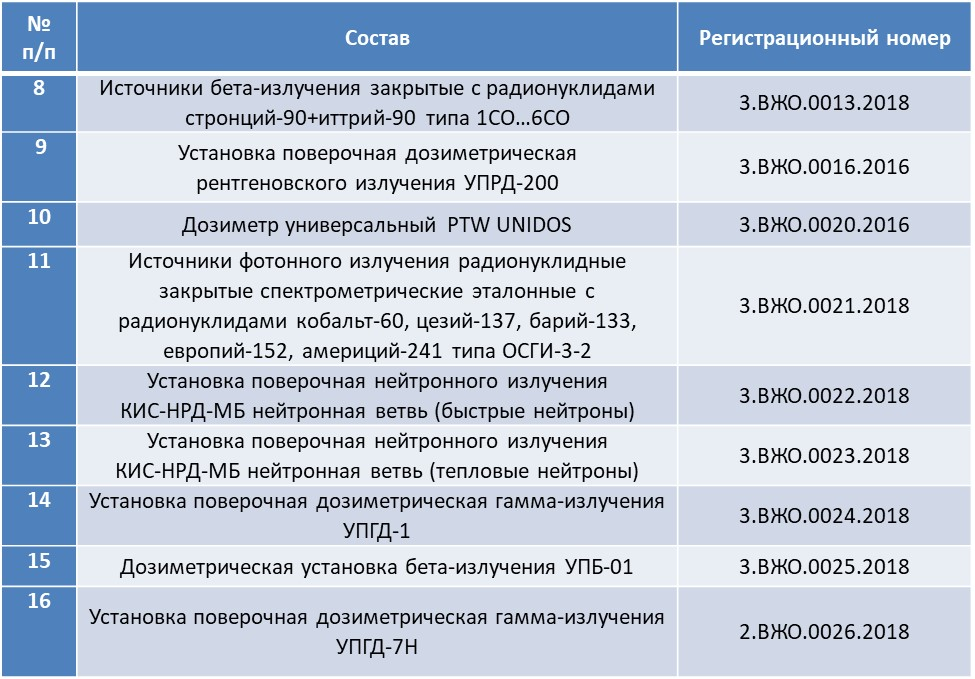 №
п/п
Состав
Регистрационный номер
8
Источники бета-излучения закрытые с радионуклидами
стронций-90+иттрий-90 типа 1СО…6СО
3.ВЖО.0013.2018
9
Установка поверочная дозиметрическая
рентгеновского излучения УПРД-200
3.ВЖО.0016.2016
10
Дозиметр универсальный PTW UNIDOS
3.ВЖО.0020.2016
11
Источники фотонного излучения радионуклидные
закрытые спектрометрические эталонные с
радионуклидами кобальт-60, цезий-137, барий-133,
европий-152, америций-241 типа ОСГИ-3-2
3.ВЖО.0021.2018
12
Установка поверочная нейтронного излучения
КИС-НРД-МБ нейтронная ветвь (быстрые нейтроны)
3.ВЖО.0022.2018
13
Установка поверочная нейтронного излучения
КИС-НРД-МБ нейтронная ветвь (тепловые нейтроны)
3.ВЖО.0023.2018
14
Установка поверочная дозиметрическая гамма-излучения
УПГД-1
3.ВЖО.0024.2018
15
Дозиметрическая установка бета-излучения УПБ-01
3.ВЖО.0025.2018
16
Установка поверочная дозиметрическая гамма-излучения
УПГД-7Н
2.ВЖО.0026.2018